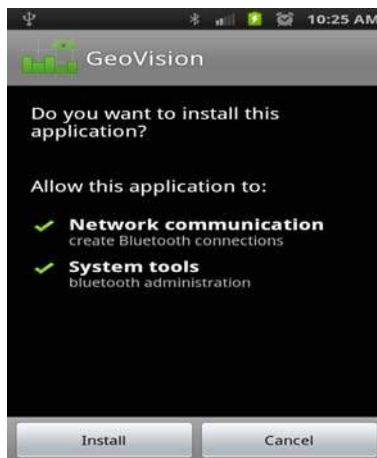 10:25 AM
GeoVision
Do you want to install this
application?
Allow this application to:
Network communication
create Bluetooth connections
System tools
bluetooth administration
Install
Cancel